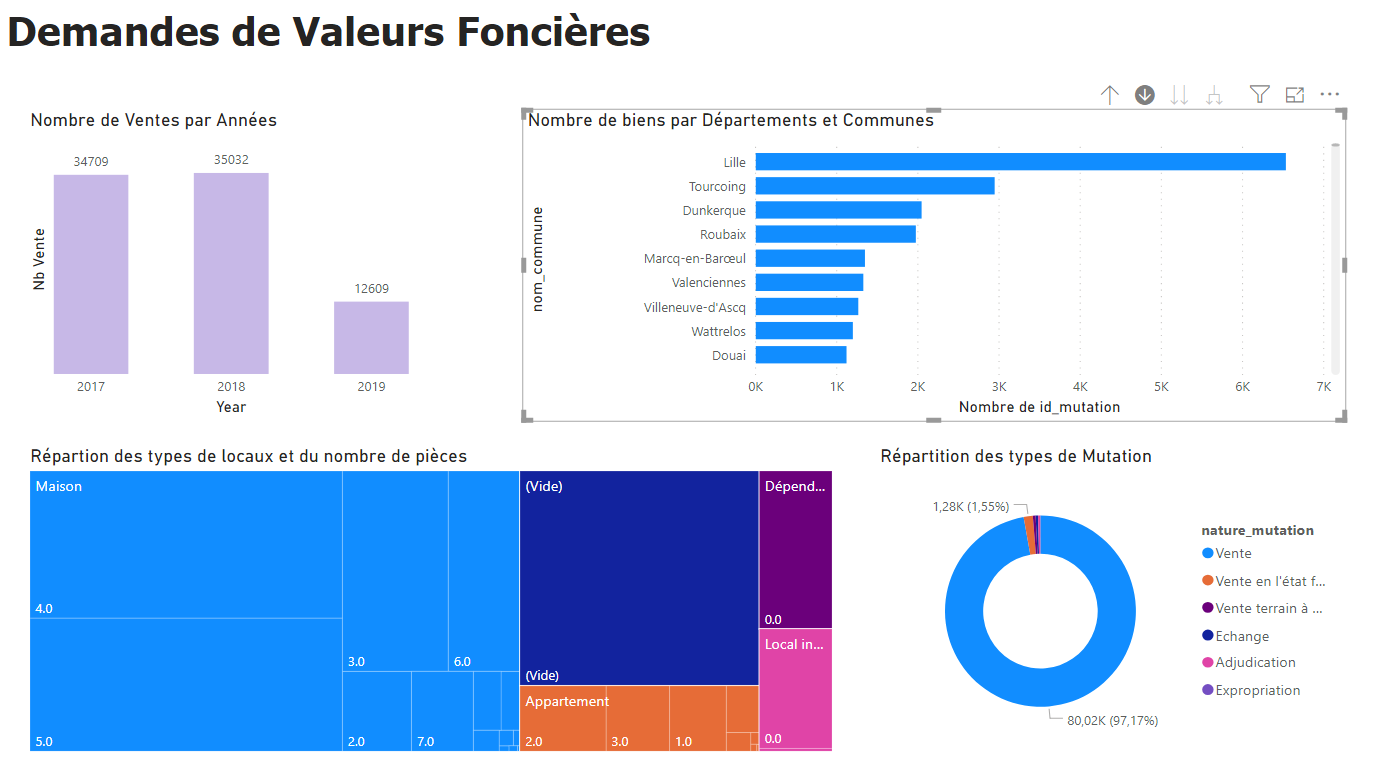 Demandes de Valeurs Foncières
Nombre de Ventes par Années
34709
35032
12609
Nb Vente
2017
2018
2019
Year
Nombre de biens par Départements et Communes
nom_commune
Lille
Tourcoing
Dunkerque
Roubaix
Marcq-en-Barœul
Valenciennes
Villeneuve-d'Ascq
Wattrelos
Douai
0K
1K
2K
3K
4K
5K
6K
7K
Nombre de id_mutation
Répartion des types de locaux et du nombre de pièces
Maison
4.0
5.0
3.0
6.0
2.0
7.0
(Vide)
(Vide)
Appartement
2.0
3.0
1.0
Dépend...
0.0
Local in...
0.0
Répartition des types de Mutation
1,28K (1,55%)
80,02K (97,17%)
nature_mutation
Vente
Vente en l'état f...
Vente terrain à ...
Echange
Adjudication
Expropriation